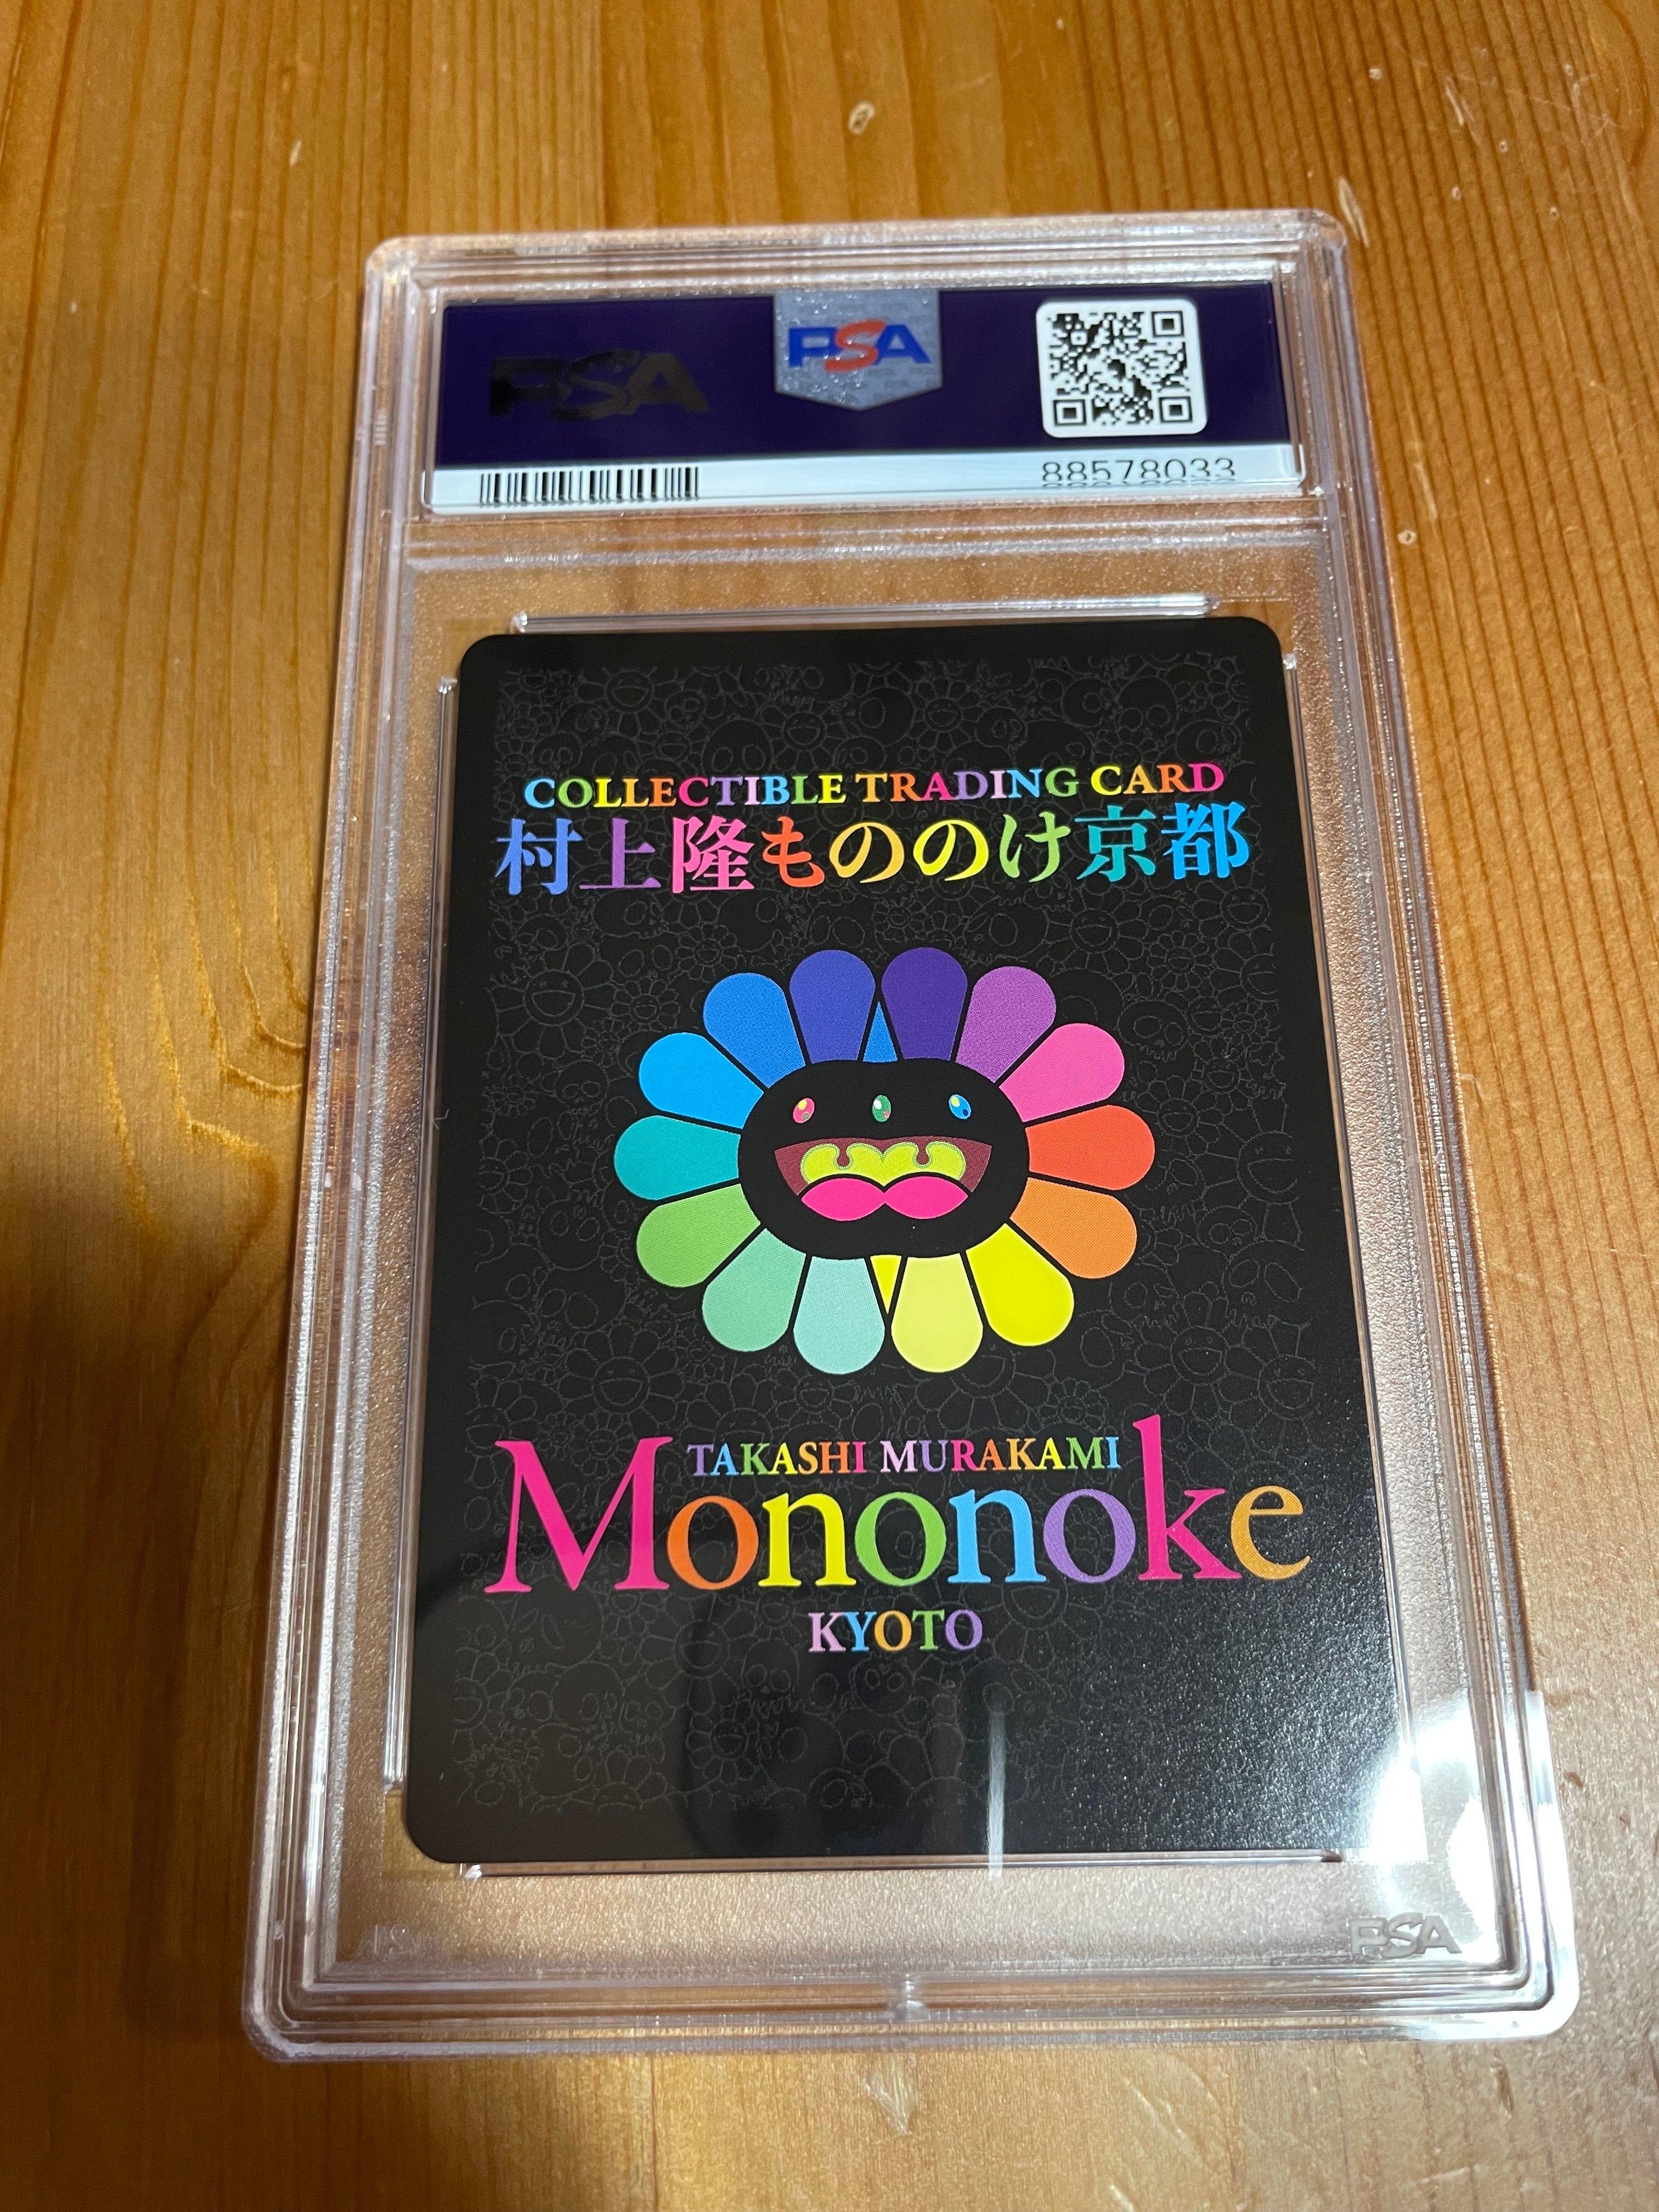 PSA
PSA
88578033
COLLECTIBLE TRADING CARD
村上隆もののけ京都
TAKASHI MURAKAMI
Mononoke
KYOTO
PSA